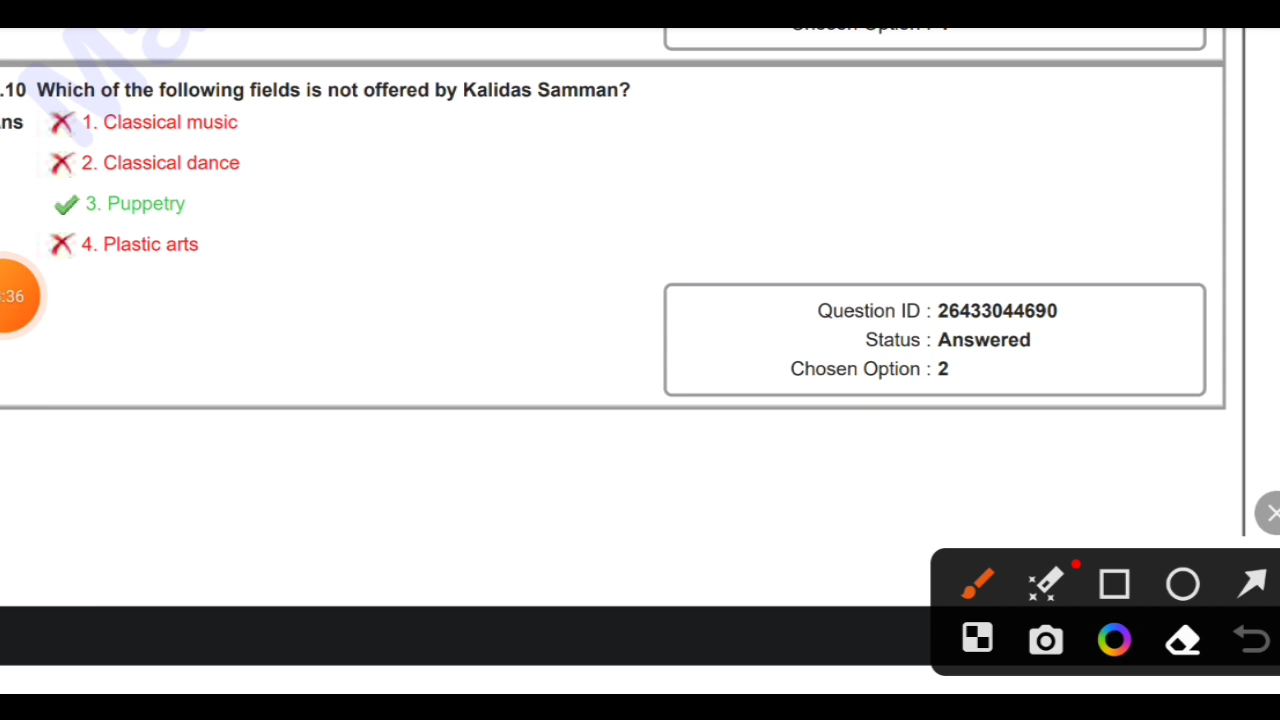 Ma
.10 Which of the following fields is not offered by Kalidas Samman?
ns 1. Classical music
2. Classical dance
3. Puppetry
4. Plastic arts
:36
Question ID : 26433044690
Status : Answered
Chosen Option : 2